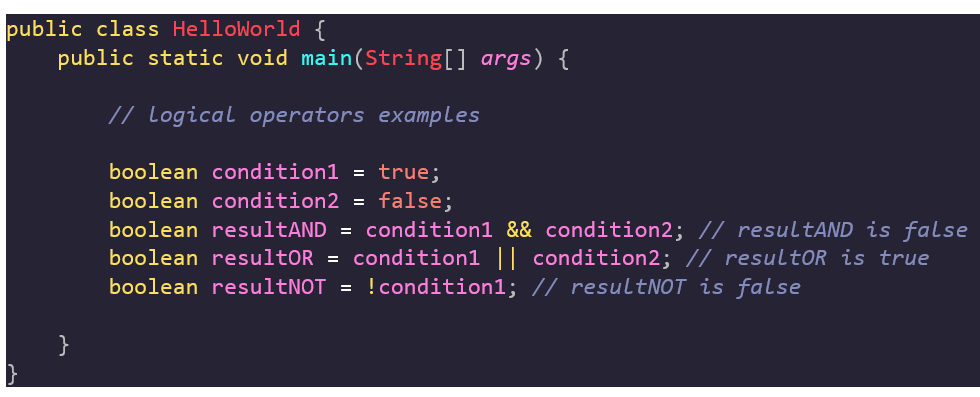 public class HelloWorld {
    public static void main(String[] args) {
        // logical operators examples
        boolean condition1 = true;
        boolean condition2 = false;
        boolean resultAND = condition1 && condition2; // resultAND is false
        boolean resultOR = condition1 || condition2; // resultOR is true
        boolean resultNOT = !condition1; // resultNOT is false
    }
}